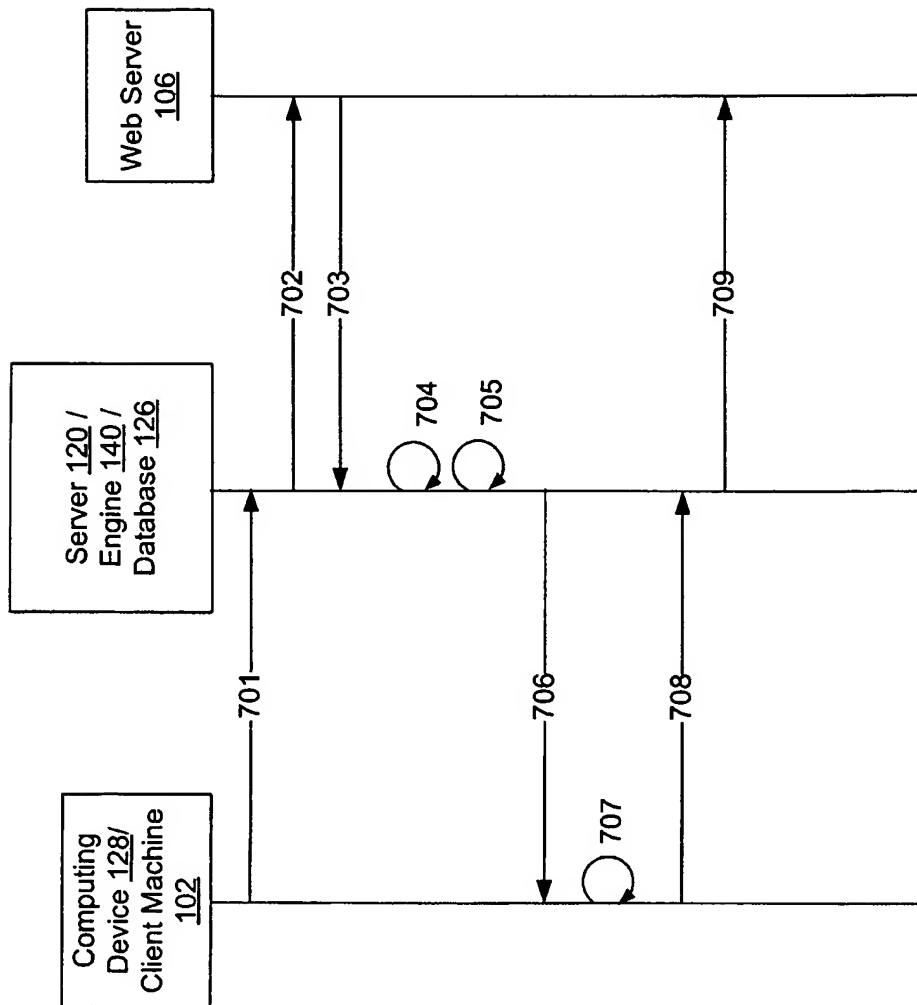 Computing
Device 128/
Client Machine
102
Server 120 /
Engine 140 /
Database 126
Web Server
106
701
702
703
704
705
706
707
708
709